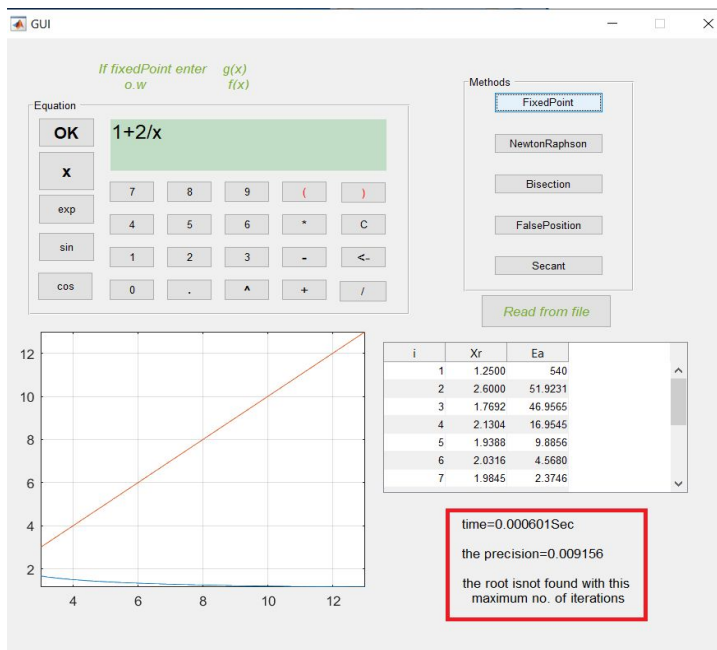 GUI
If fixedPoint enter g(x)
o.w f(x)
Equation
OK
1+2/x
x
7 8 9 ( )
exp
4 5 6 * C
sin
1 2 3 - <-
cos
0 . ^ + /
Methods
FixedPoint
NewtonRaphson
Bisection
FalsePosition
Secant
Read from file
12
10
8
6
4
2
4 6 8 10 12
i Xr Ea
1 1.2500 540
2 2.6000 51.9231
3 1.7692 46.9565
4 2.1304 16.9545
5 1.9388 9.8856
6 2.0316 4.5680
7 1.9845 2.3746
time=0.000601Sec
the precision=0.009156
the root isnot found with this
maximum no. of iterations